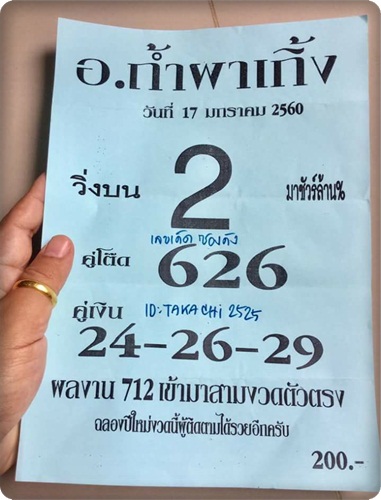 อ.ถ้ำผาเกิ้ง
วันที่ 17 มกราคม 2560
วิ่งบน 2 มาชัวร์ล้าน%
เลขเด็ด ซองดัง
คู่โต๊ด 626
คู่เงิน ID:TAKACHI 2525
24-26-29
ผลงาน 712 เข้ามาสามงวดตัวตรง
ฉลองปีใหม่งวดนี้ผู้ติดตามได้รวยอีกครับ
200.-